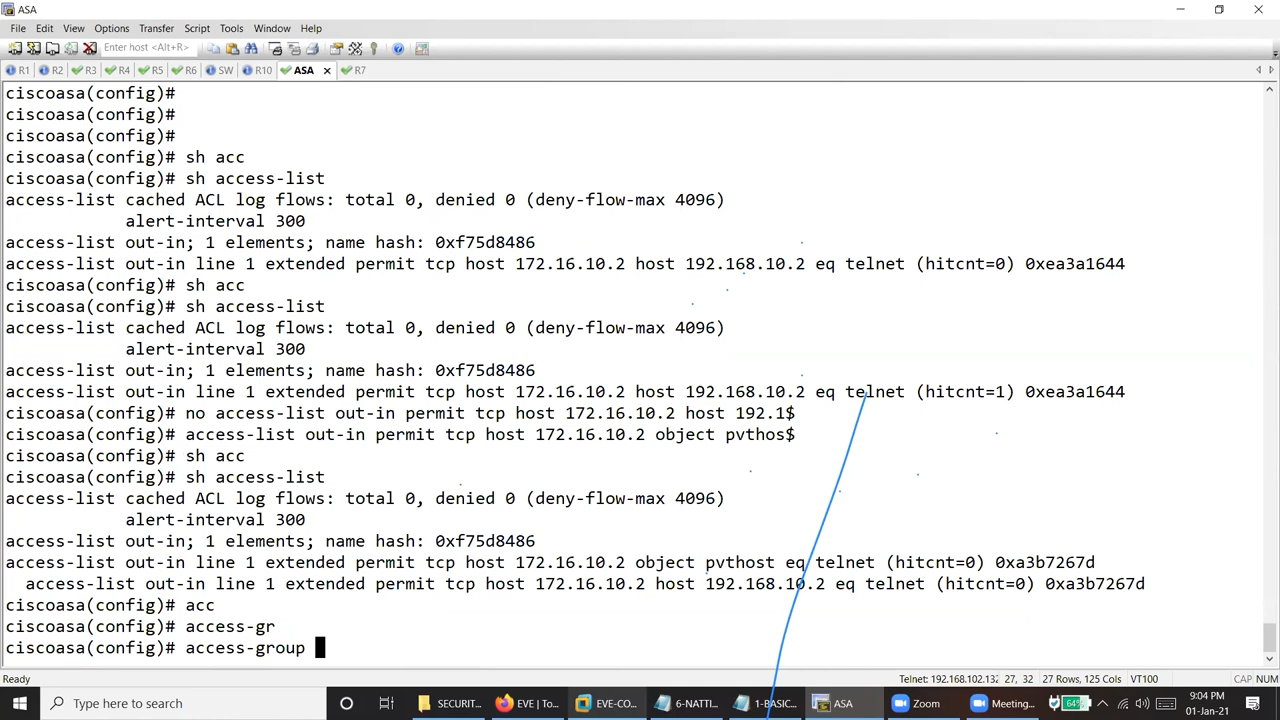 ASA
File Edit View Options Transfer Script Tools Window Help
Enter host <Alt+R>
R1 R2 R3 R4 R5 R6 SW R10 ASA R7
ciscoasa(config)#
ciscoasa(config)#
ciscoasa(config)#
ciscoasa(config)# sh acc
ciscoasa(config)# sh access-list
access-list cached ACL log flows: total 0, denied 0 (deny-flow-max 4096)
alert-interval 300
access-list out-in; 1 elements; name hash: 0xf75d8486
access-list out-in line 1 extended permit tcp host 172.16.10.2 host 192.168.10.2 eq telnet (hitcnt=0) 0xea3a1644
ciscoasa(config)# sh acc
ciscoasa(config)# sh access-list
access-list cached ACL log flows: total 0, denied 0 (deny-flow-max 4096)
alert-interval 300
access-list out-in; 1 elements; name hash: 0xf75d8486
access-list out-in line 1 extended permit tcp host 172.16.10.2 host 192.168.10.2 eq telnet (hitcnt=1) 0xea3a1644
ciscoasa(config)# no access-list out-in permit tcp host 172.16.10.2 host 192.1$
ciscoasa(config)# access-list out-in permit tcp host 172.16.10.2 object pvthos$
ciscoasa(config)# sh acc
ciscoasa(config)# sh access-list
access-list cached ACL log flows: total 0, denied 0 (deny-flow-max 4096)
alert-interval 300
access-list out-in; 1 elements; name hash: 0xf75d8486
access-list out-in line 1 extended permit tcp host 172.16.10.2 object pvthost eq telnet (hitcnt=0) 0xa3b7267d
access-list out-in line 1 extended permit tcp host 172.16.10.2 host 192.168.10.2 eq telnet (hitcnt=0) 0xa3b7267d
ciscoasa(config)# acc
ciscoasa(config)# access-gr
ciscoasa(config)# access-group
Ready Telnet: 192.168.102.132 27, 32 27 Rows, 125 Cols VT100 CAP NUM
Type here to search SECURIT... EVE | To... EVE-CO... 6-NATTI... 1-BASIC... ASA Zoom Meeting... 64% 9:04 PM
01-Jan-21